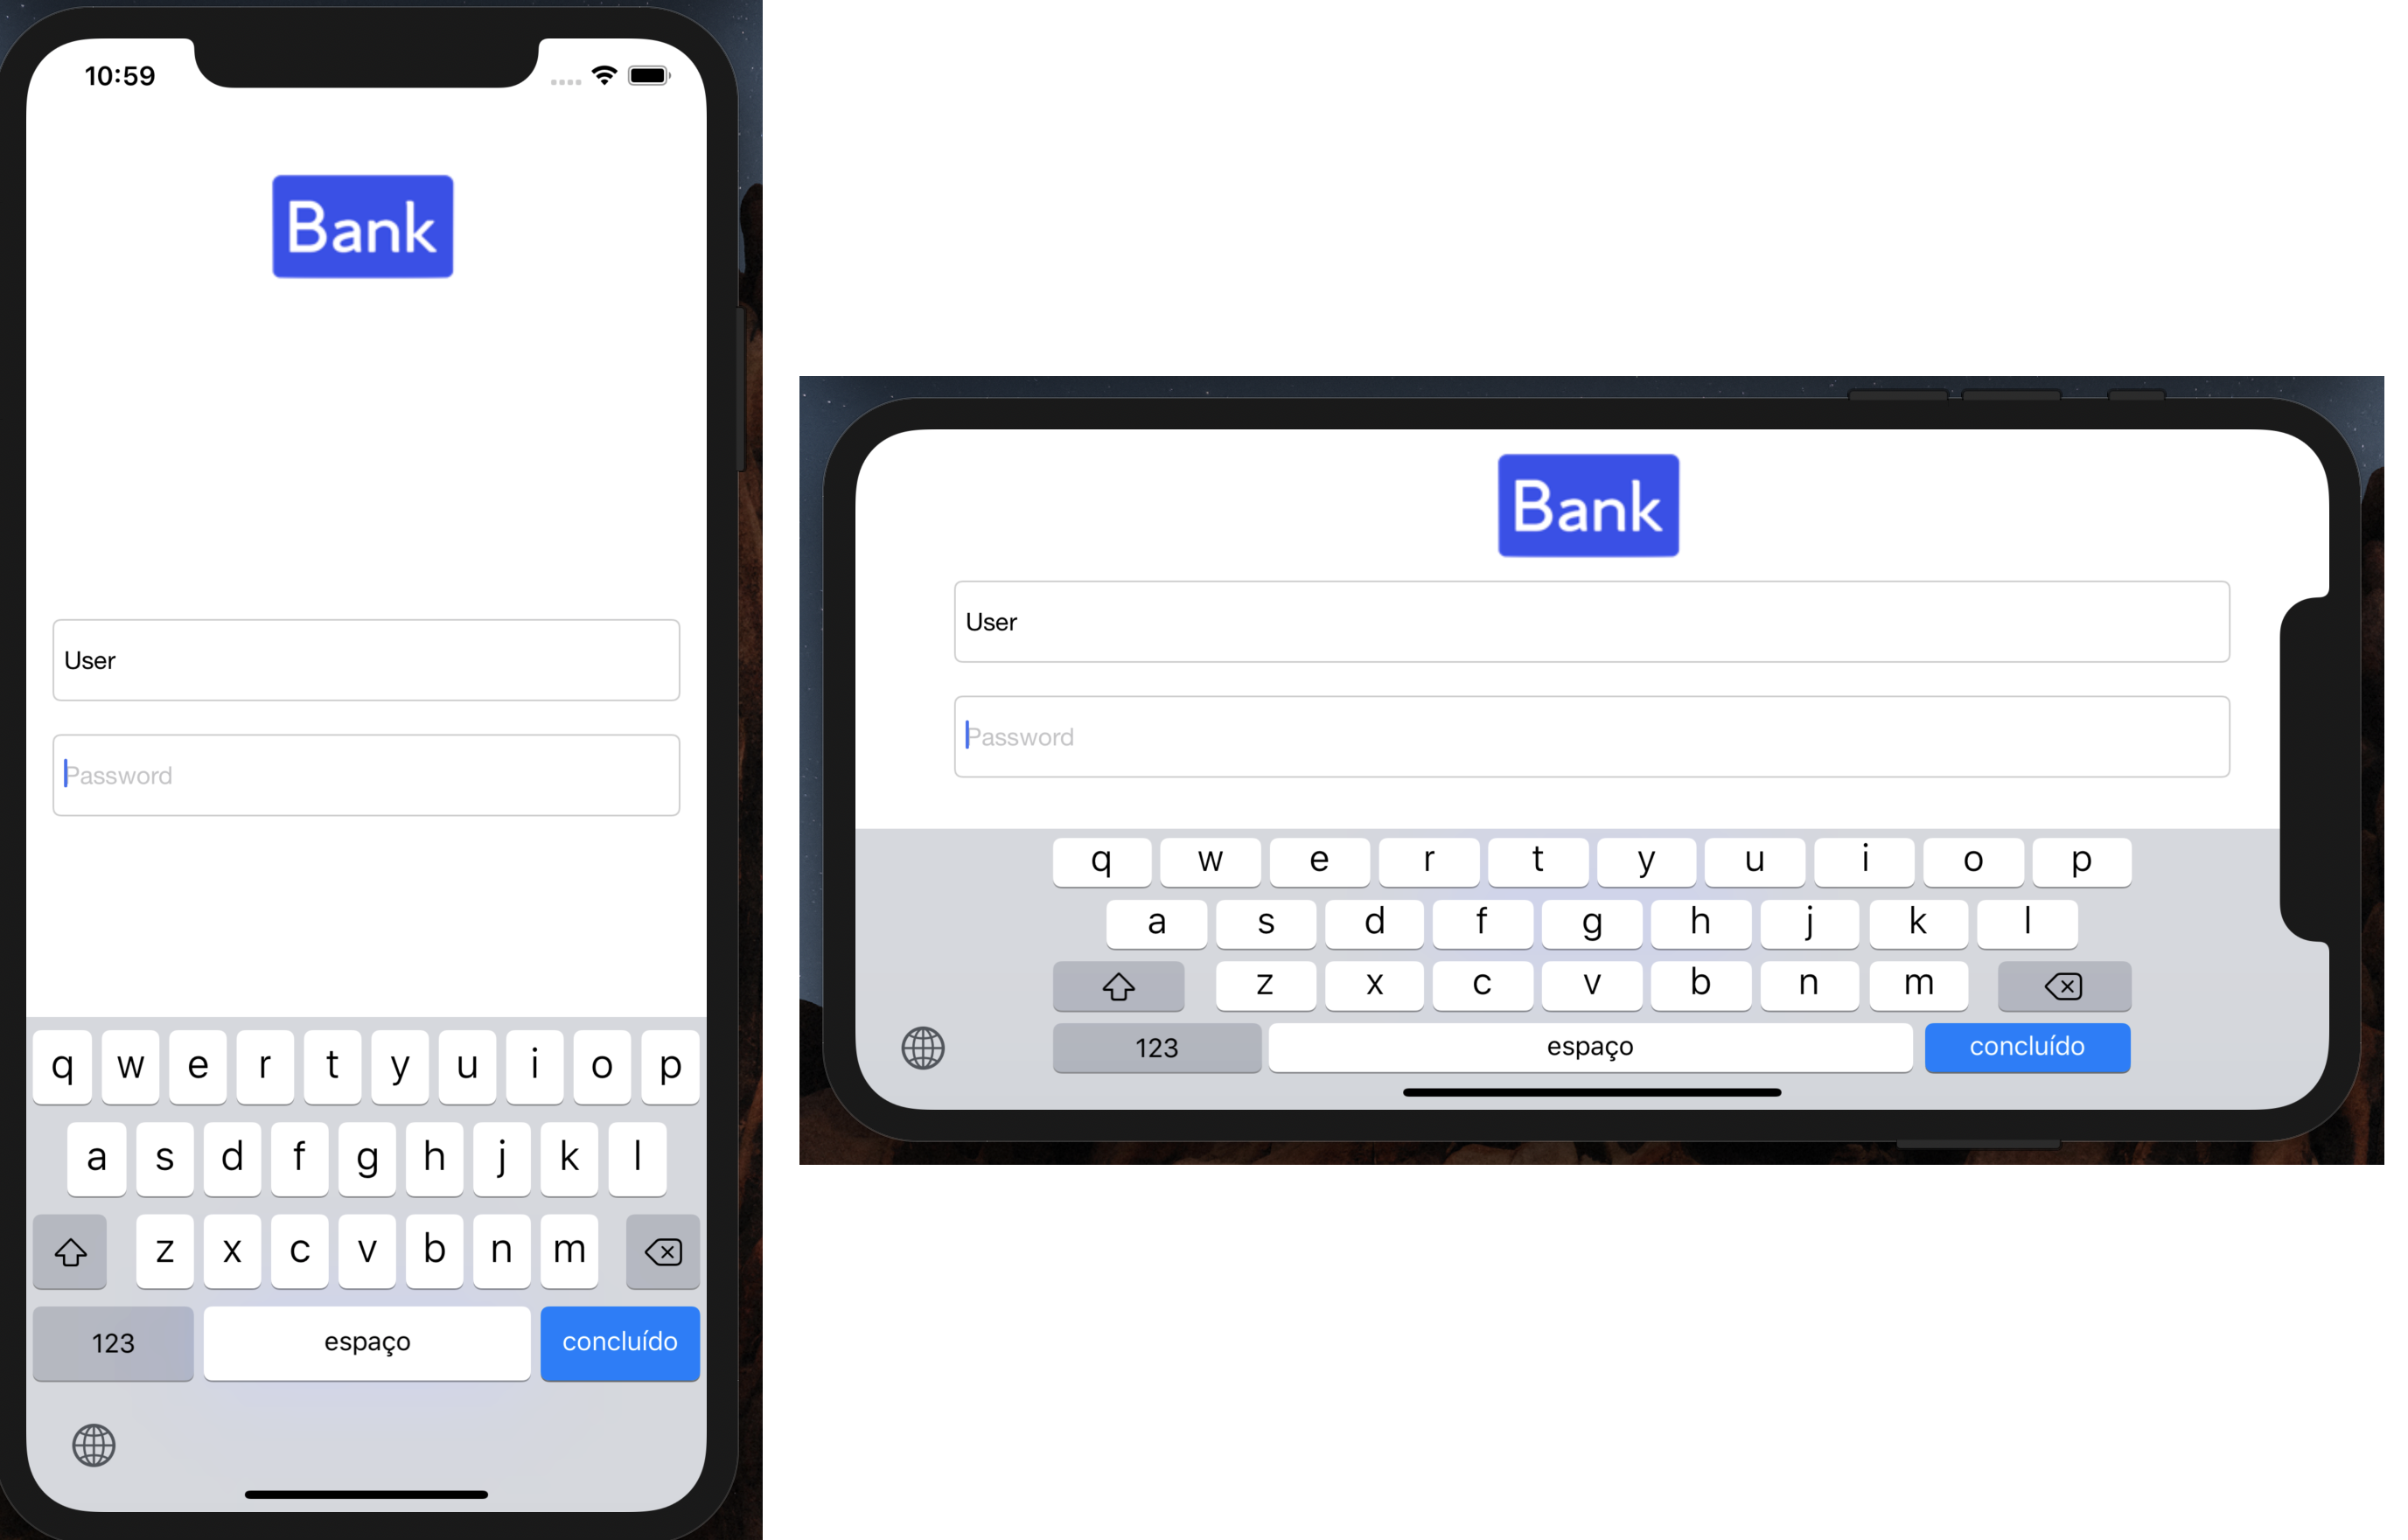 10:59
Bank
User
Password
q w e r t y u i o p
a s d f g h j k l
z x c v b n m
123 espaço concluído
Bank
User
Password
q w e r t y u i o p
a s d f g h j k l
z x c v b n m
123 espaço concluído